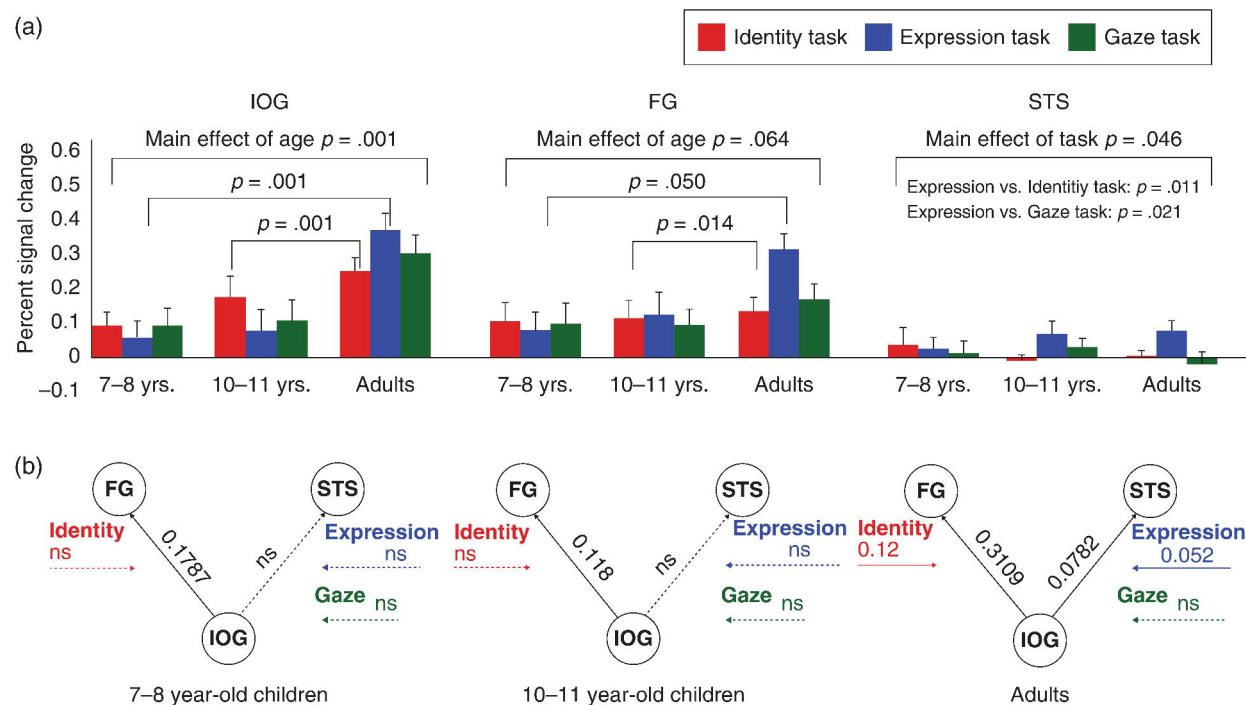 (a)
Identity task Expression task Gaze task
IOG FG STS
Main effect of age p = .001 Main effect of age p = .064 Main effect of task p = .046
p = .001 p = .050 Expression vs. Identitiy task: p = .011
p = .001 p = .014 Expression vs. Gaze task: p = .021
Percent signal change
0.6
0.5
0.4
0.3
0.2
0.1
0
–0.1
7–8 yrs. 10–11 yrs. Adults 7–8 yrs. 10–11 yrs. Adults 7–8 yrs. 10–11 yrs. Adults
(b)
FG STS FG STS FG STS
Identity Expression Identity Expression Identity Expression
ns 0.1787 ns ns ns 0.118 ns ns 0.12 0.3109 0.0782 0.052
Gaze ns Gaze ns Gaze ns
IOG IOG IOG
7–8 year-old children 10–11 year-old children Adults